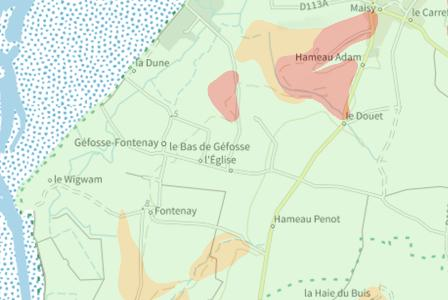 D113A
Maisy
le Carrel
Hameau Adam
la Dune
le Douet
Géfosse-Fontenay
le Bas de Géfosse
l'Église
le Wigwam
Fontenay
Hameau Penot
la Haie du Buis